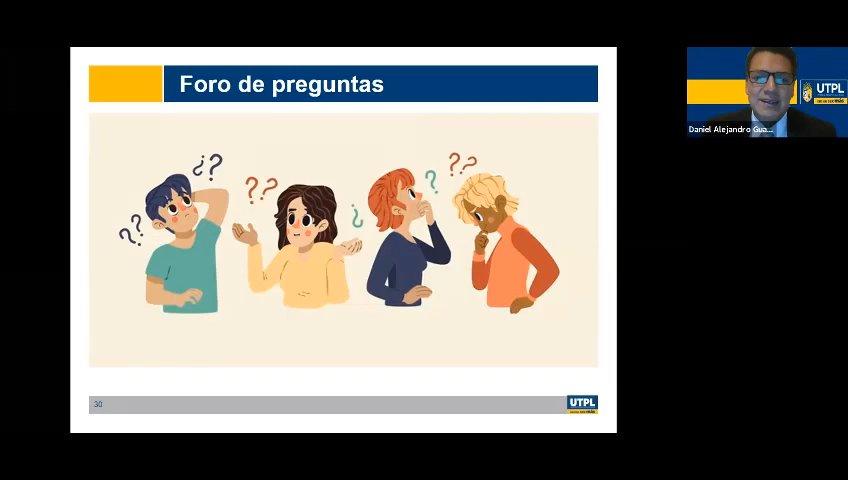 Foro de preguntas
¿?
??
??
¿
?
??
30
UTPL
UTPL
Daniel Alejandro Gua...